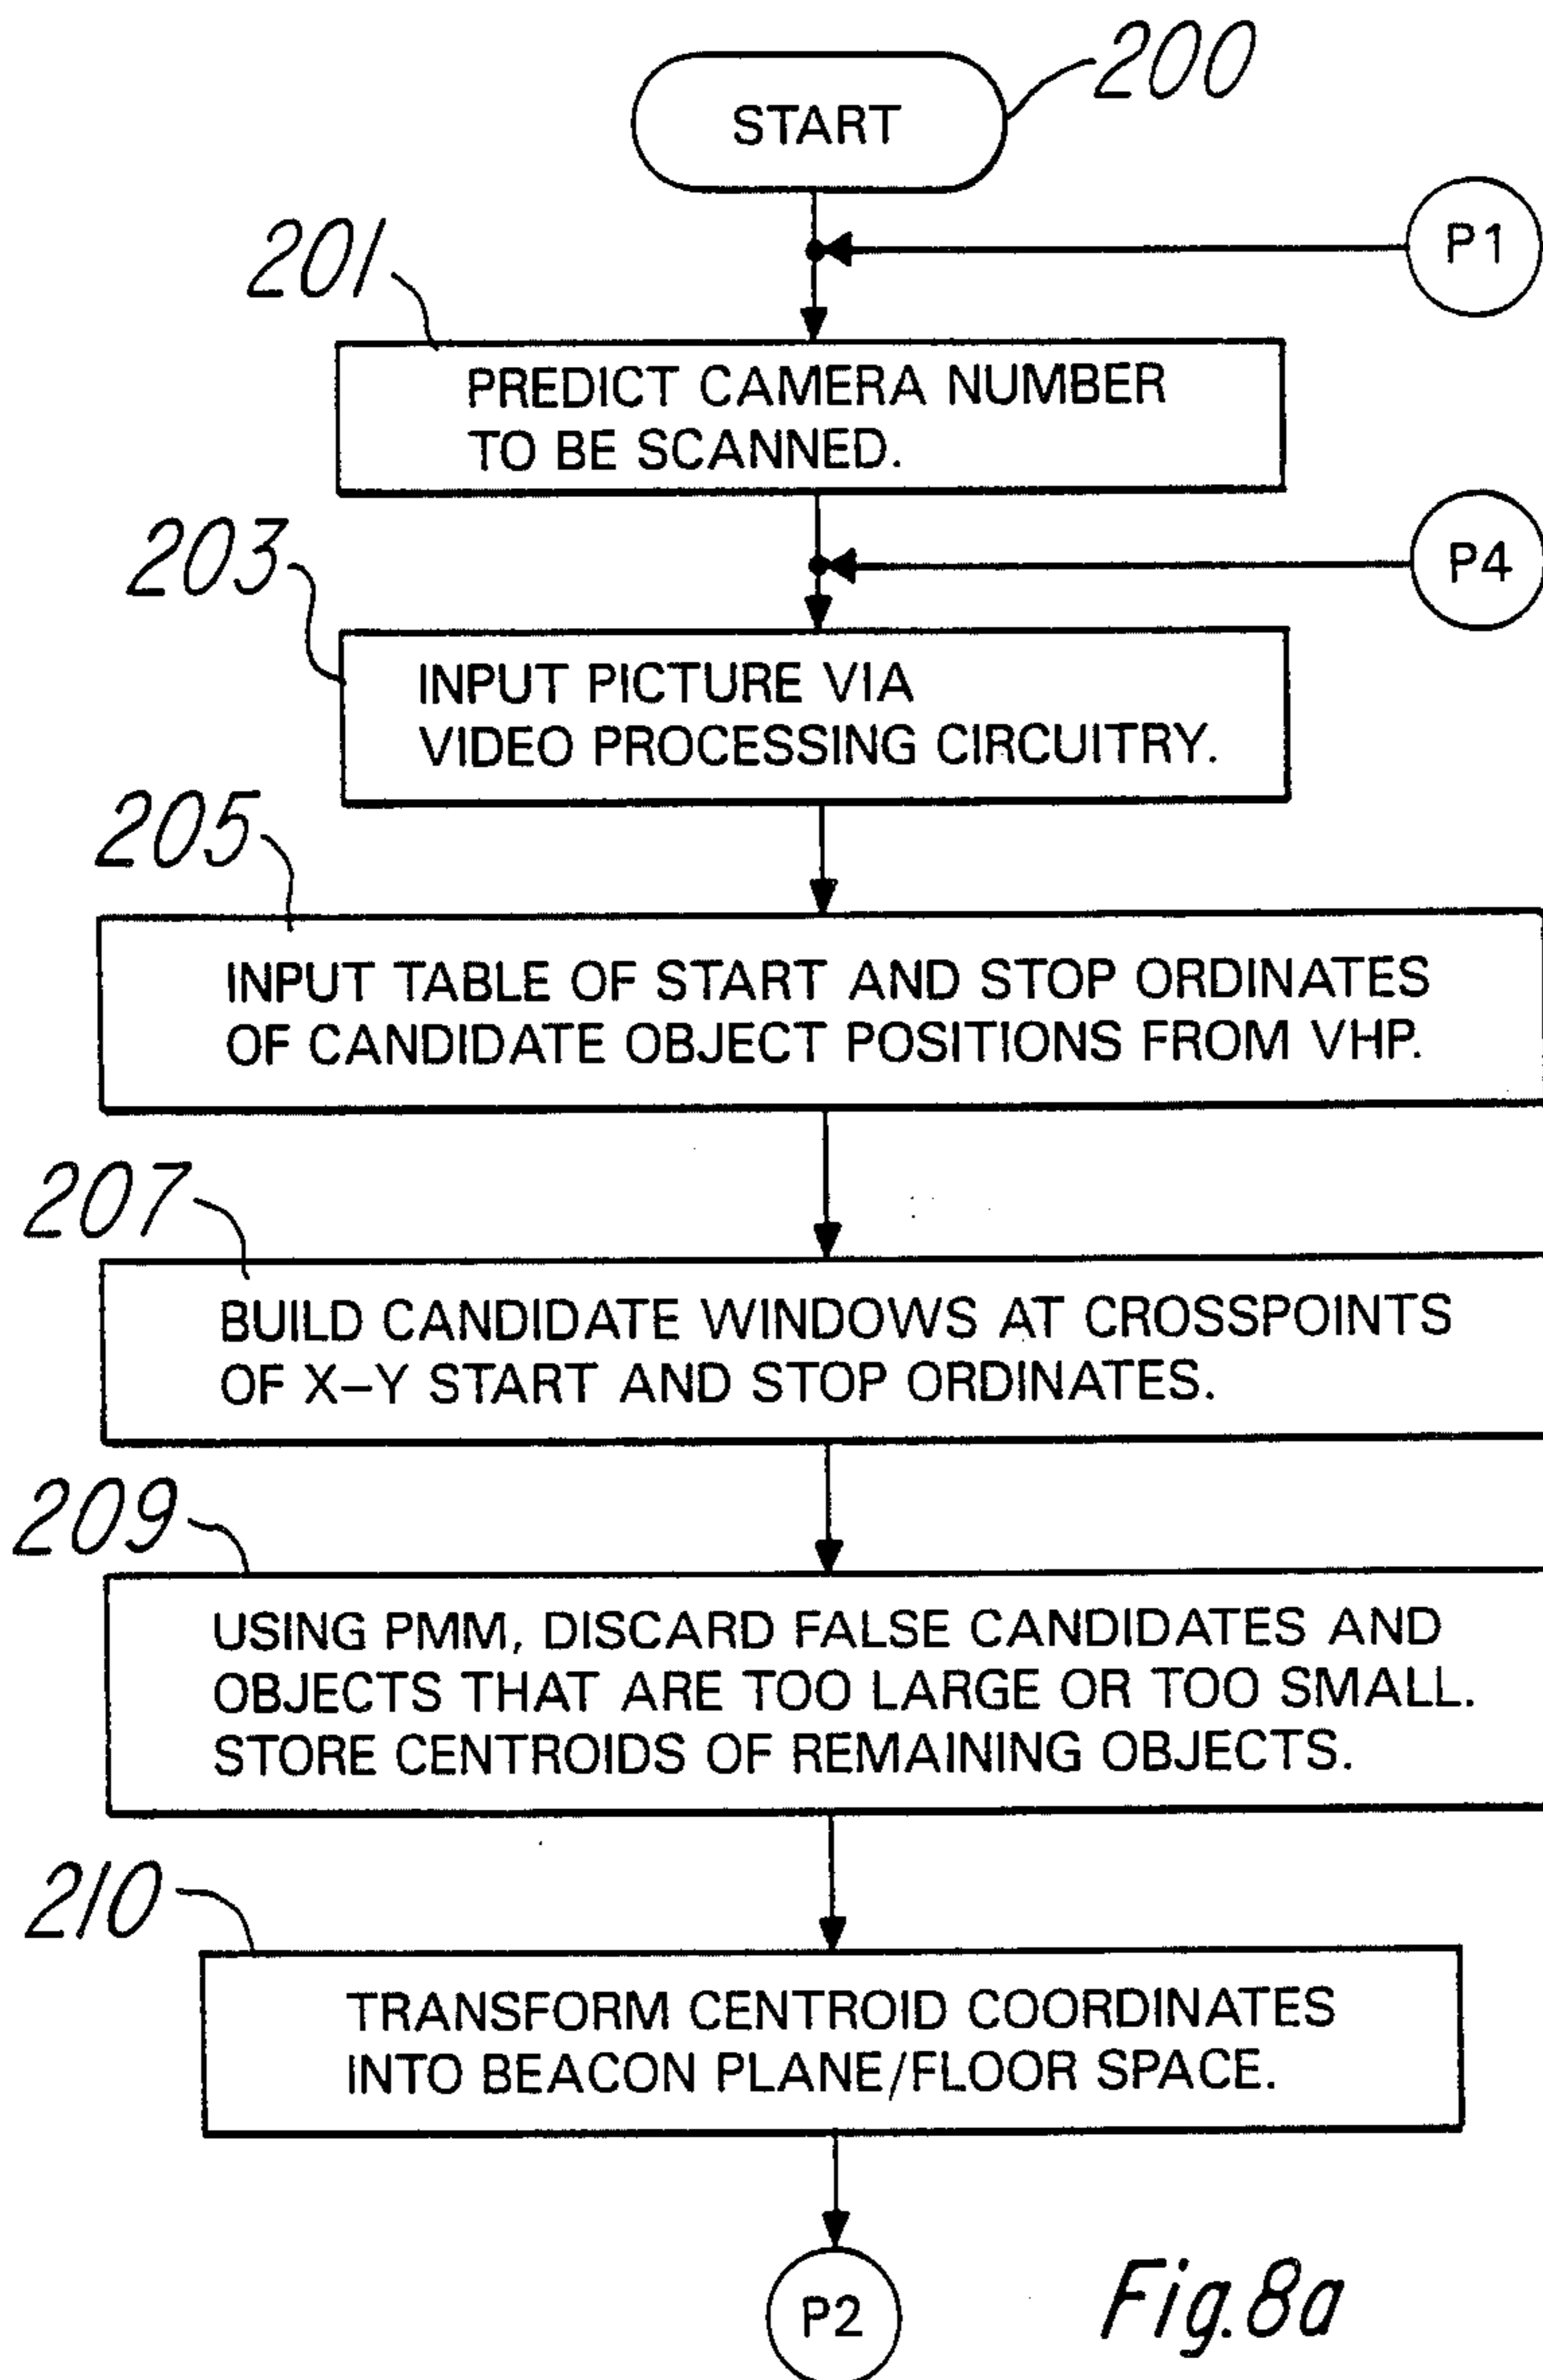 200
START
P1
201
PREDICT CAMERA NUMBER
TO BE SCANNED.
P4
203
INPUT PICTURE VIA
VIDEO PROCESSING CIRCUITRY.
205
INPUT TABLE OF START AND STOP ORDINATES
OF CANDIDATE OBJECT POSITIONS FROM VHP.
207
BUILD CANDIDATE WINDOWS AT CROSSPOINTS
OF X-Y START AND STOP ORDINATES.
209
USING PMM, DISCARD FALSE CANDIDATES AND
OBJECTS THAT ARE TOO LARGE OR TOO SMALL.
STORE CENTROIDS OF REMAINING OBJECTS.
210
TRANSFORM CENTROID COORDINATES
INTO BEACON PLANE/FLOOR SPACE.
P2
Fig. 8a